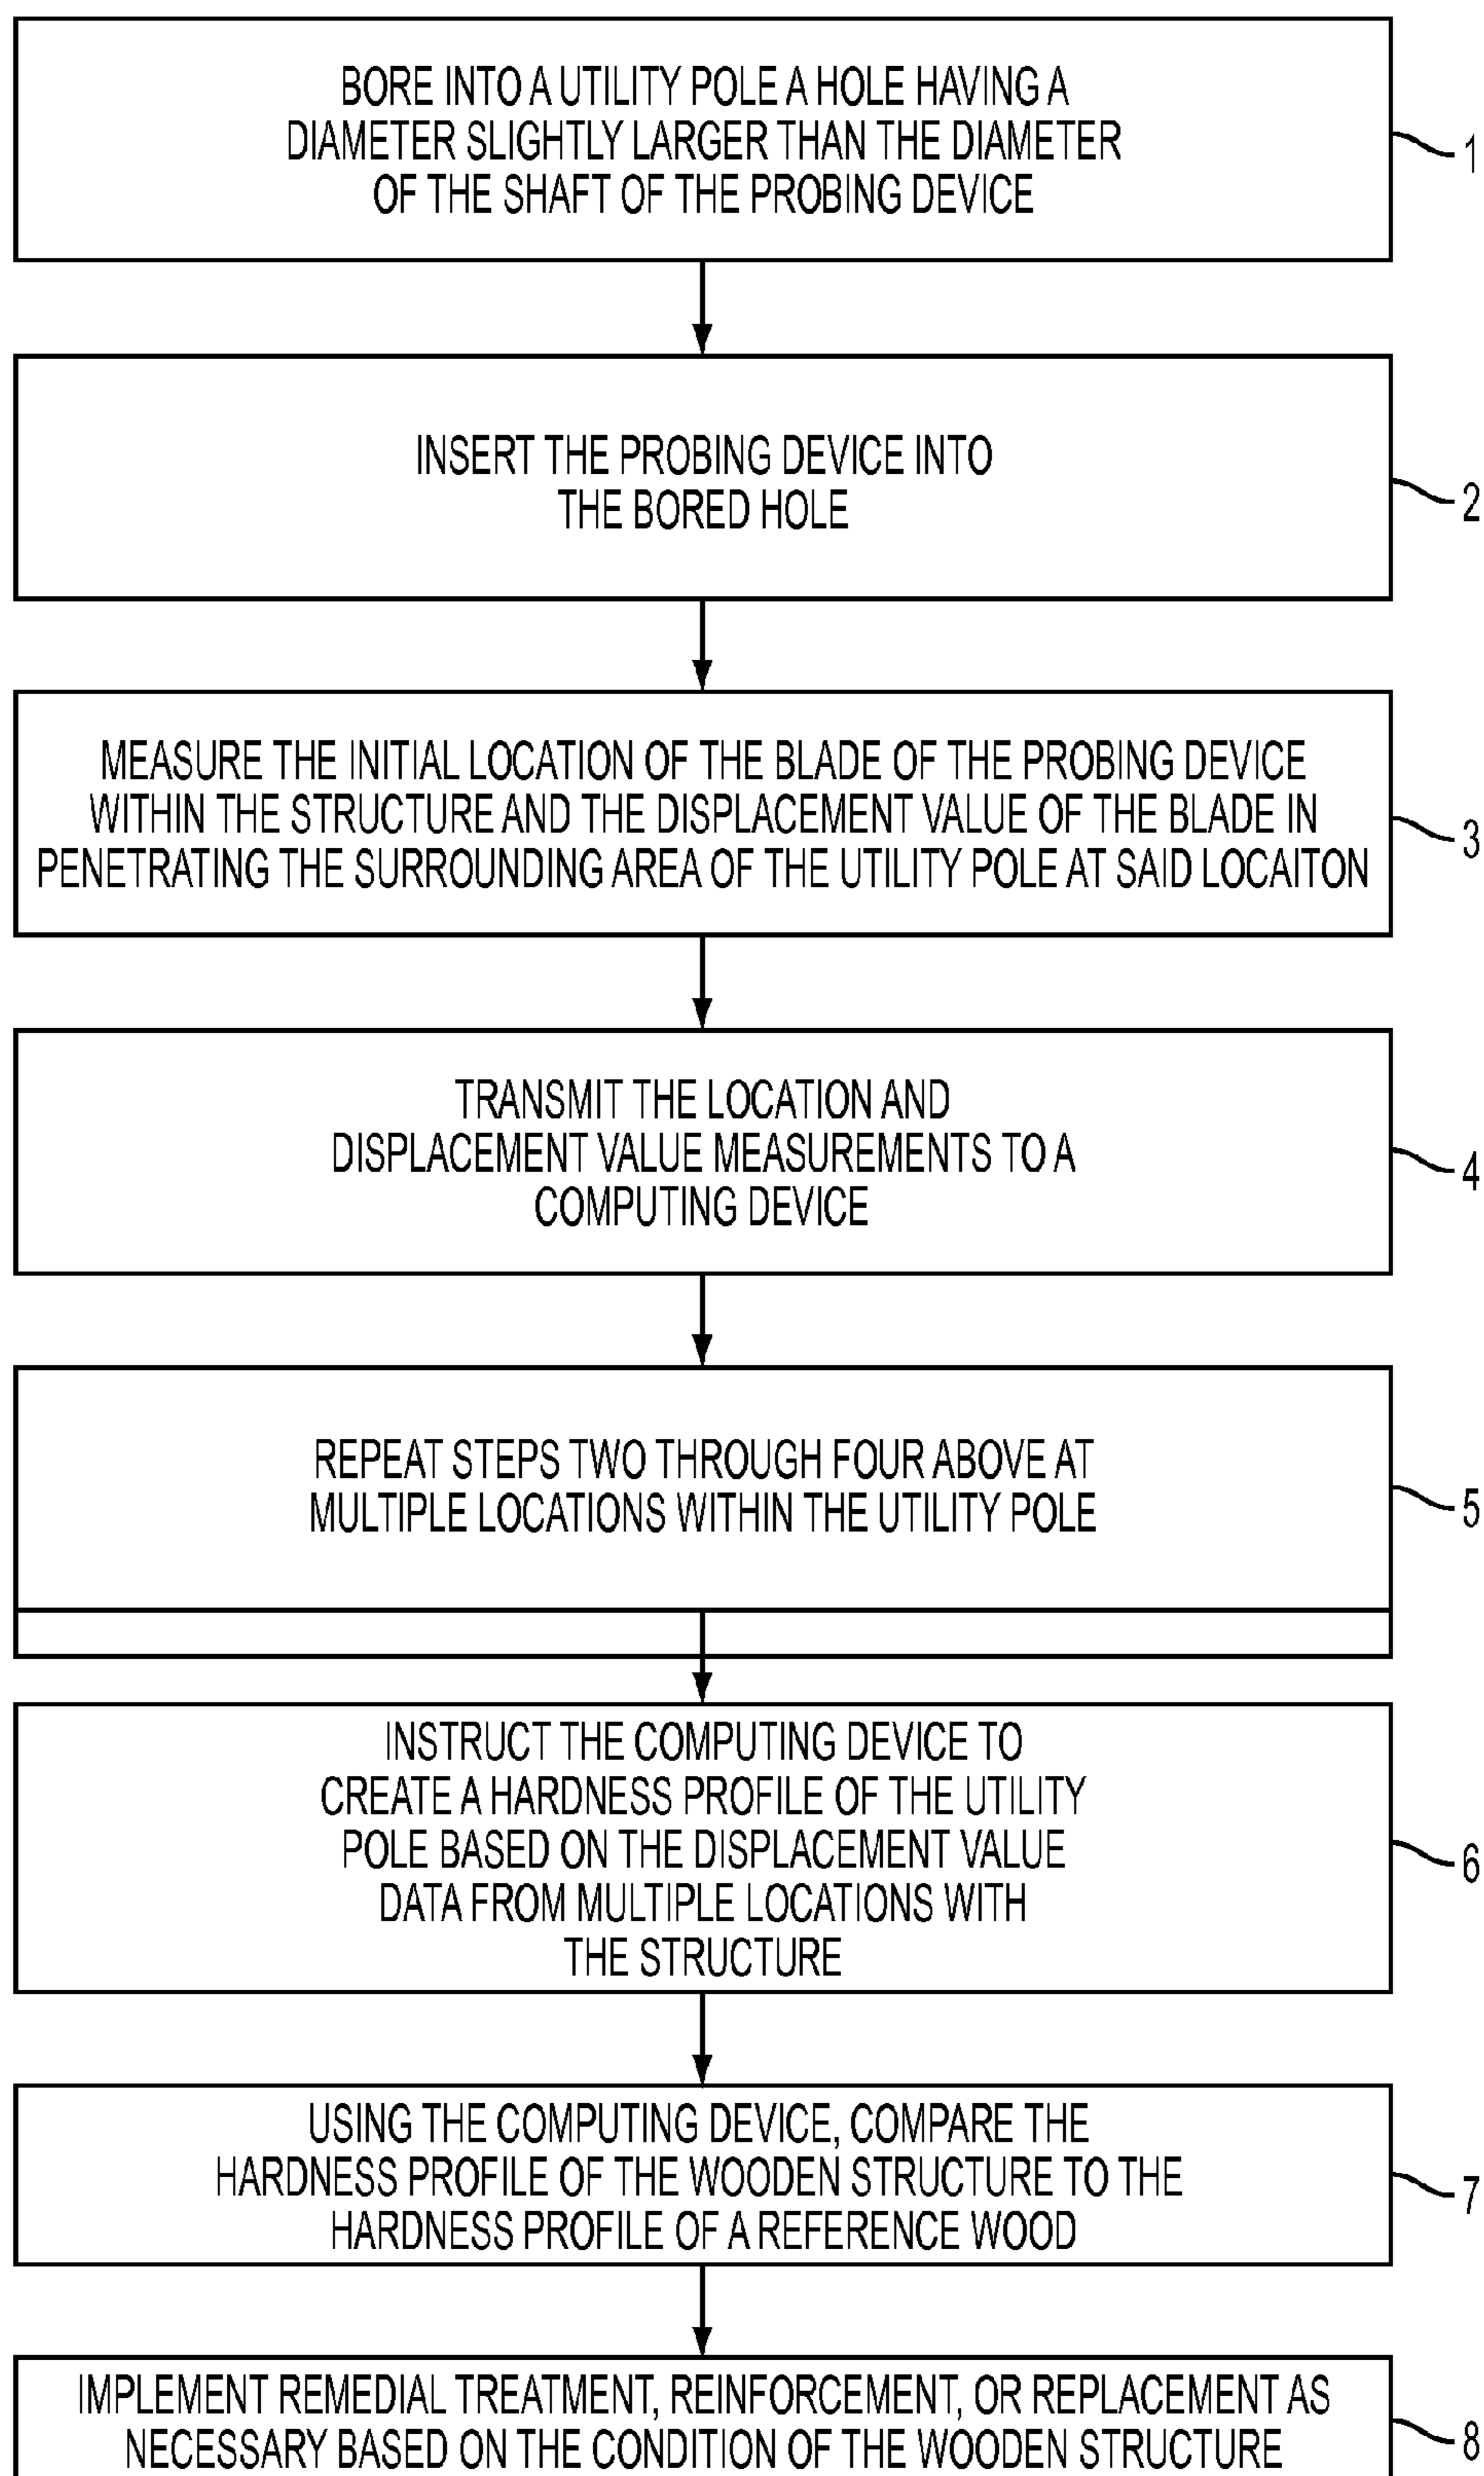 BORE INTO A UTILITY POLE A HOLE HAVING A
DIAMETER SLIGHTLY LARGER THAN THE DIAMETER
OF THE SHAFT OF THE PROBING DEVICE
1
INSERT THE PROBING DEVICE INTO
THE BORED HOLE
2
MEASURE THE INITIAL LOCATION OF THE BLADE OF THE PROBING DEVICE
WITHIN THE STRUCTURE AND THE DISPLACEMENT VALUE OF THE BLADE IN
PENETRATING THE SURROUNDING AREA OF THE UTILITY POLE AT SAID LOCAITON
3
TRANSMIT THE LOCATION AND
DISPLACEMENT VALUE MEASUREMENTS TO A
COMPUTING DEVICE
4
REPEAT STEPS TWO THROUGH FOUR ABOVE AT
MULTIPLE LOCATIONS WITHIN THE UTILITY POLE
5
INSTRUCT THE COMPUTING DEVICE TO
CREATE A HARDNESS PROFILE OF THE UTILITY
POLE BASED ON THE DISPLACEMENT VALUE
DATA FROM MULTIPLE LOCATIONS WITH
THE STRUCTURE
6
USING THE COMPUTING DEVICE, COMPARE THE
HARDNESS PROFILE OF THE WOODEN STRUCTURE TO THE
HARDNESS PROFILE OF A REFERENCE WOOD
7
IMPLEMENT REMEDIAL TREATMENT, REINFORCEMENT, OR REPLACEMENT AS
NECESSARY BASED ON THE CONDITION OF THE WOODEN STRUCTURE
8